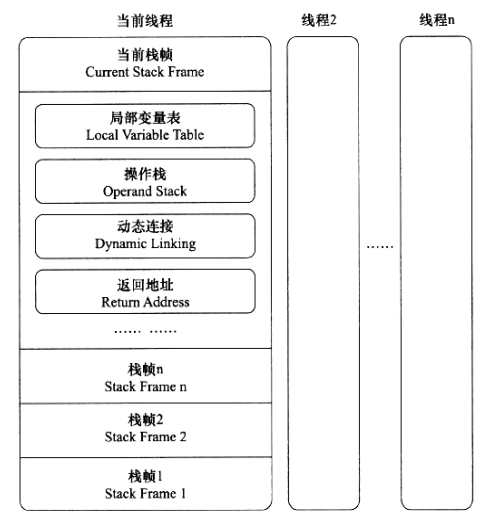 当前线程
线程2
线程n
当前栈帧
Current Stack Frame
局部变量表
Local Variable Table
操作栈
Operand Stack
动态连接
Dynamic Linking
……
返回地址
Return Address
…… ……
栈帧n
Stack Frame n
栈帧2
Stack Frame 2
栈帧1
Stack Frame 1